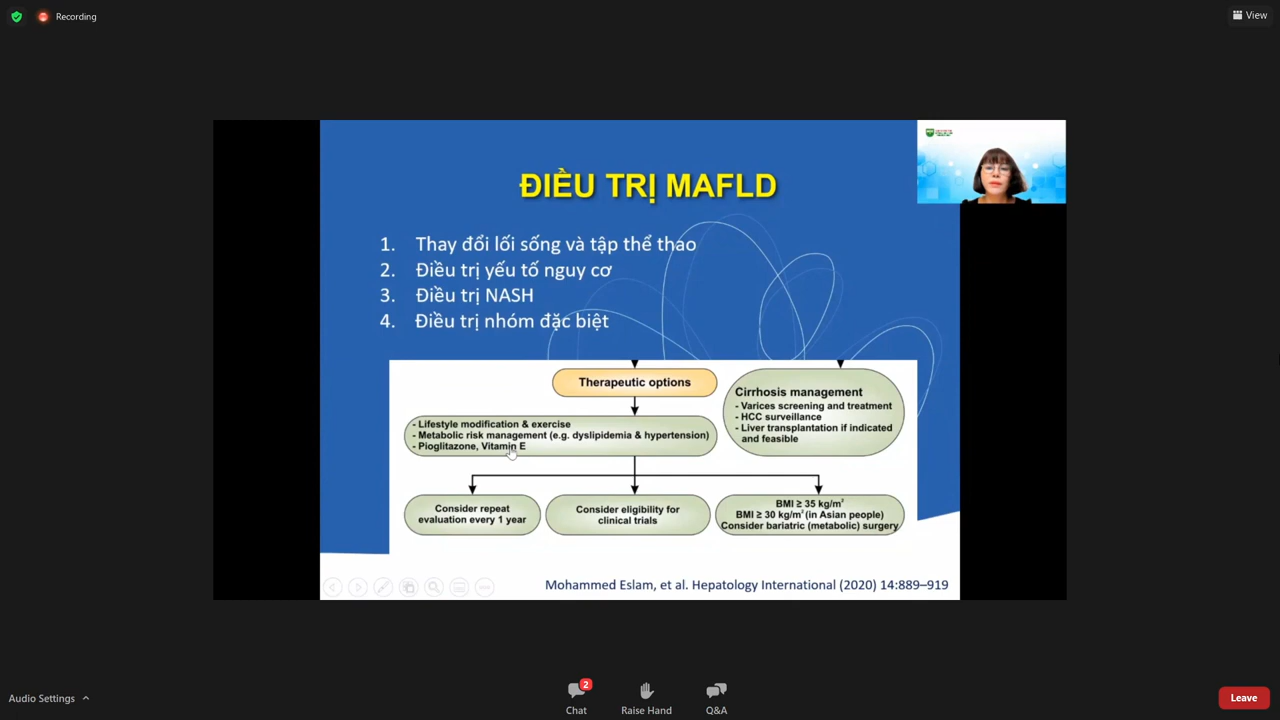 Recording
View
ĐIỀU TRỊ MAFLD
1. Thay đổi lối sống và tập thể thao
2. Điều trị yếu tố nguy cơ
3. Điều trị NASH
4. Điều trị nhóm đặc biệt
Therapeutic options
- Lifestyle modification & exercise
- Metabolic risk management (e.g. dyslipidemia & hypertension)
- Pioglitazone, Vitamin E
Cirrhosis management
- Varices screening and treatment
- HCC surveillance
- Liver transplantation if indicated
and feasible
Consider repeat
evaluation every 1 year
Consider eligibility for
clinical trials
BMI ≥ 35 kg/m²
BMI ≥ 30 kg/m² (in Asian people)
Consider bariatric (metabolic) surgery
Mohammed Eslam, et al. Hepatology International (2020) 14:889–919
Audio Settings
2
Chat
Raise Hand
Q&A
Leave